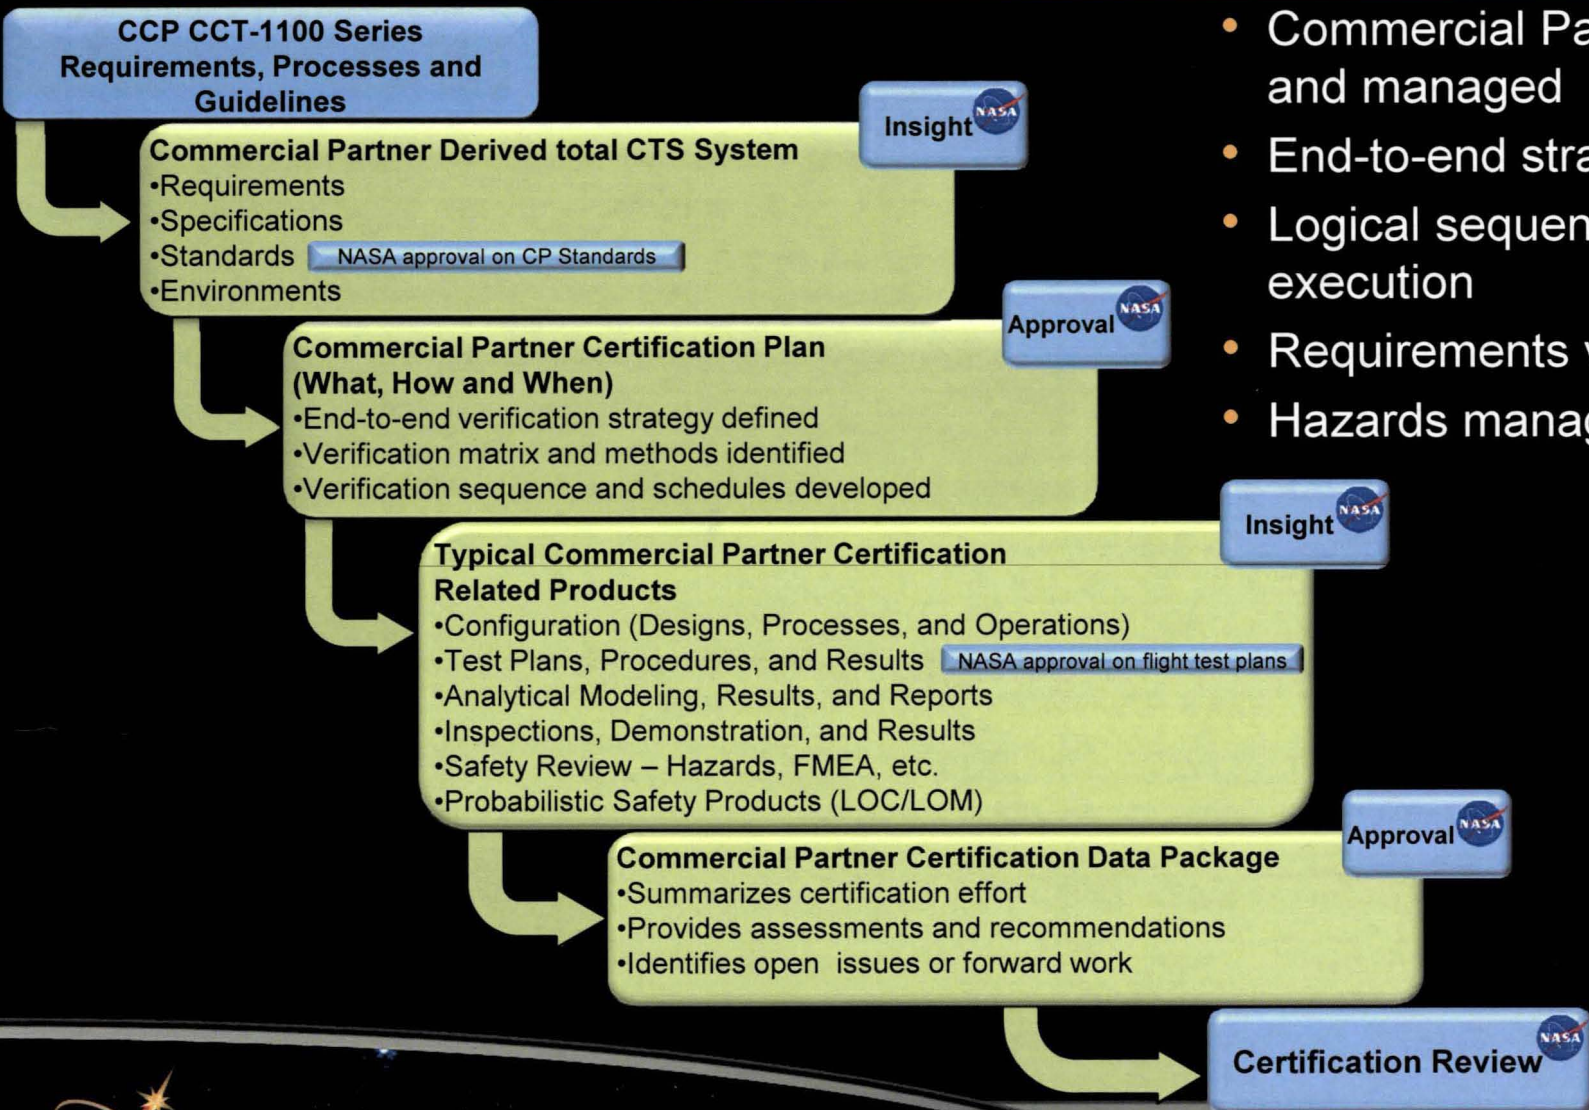 CCP CCT-1100 Series
Requirements, Processes and
Guidelines
Insight NASA
Commercial Partner Derived total CTS System
•Requirements
•Specifications
•Standards NASA approval on CP Standards
•Environments
Approval NASA
Commercial Partner Certification Plan
(What, How and When)
•End-to-end verification strategy defined
•Verification matrix and methods identified
•Verification sequence and schedules developed
Insight NASA
Typical Commercial Partner Certification
Related Products
•Configuration (Designs, Processes, and Operations)
•Test Plans, Procedures, and Results NASA approval on flight test plans
•Analytical Modeling, Results, and Reports
•Inspections, Demonstration, and Results
•Safety Review – Hazards, FMEA, etc.
•Probabilistic Safety Products (LOC/LOM)
Approval NASA
Commercial Partner Certification Data Package
•Summarizes certification effort
•Provides assessments and recommendations
•Identifies open issues or forward work
Certification Review NASA
• Commercial
and managed
• End-to-end
• Logical
execution
• Requirements
• Hazards